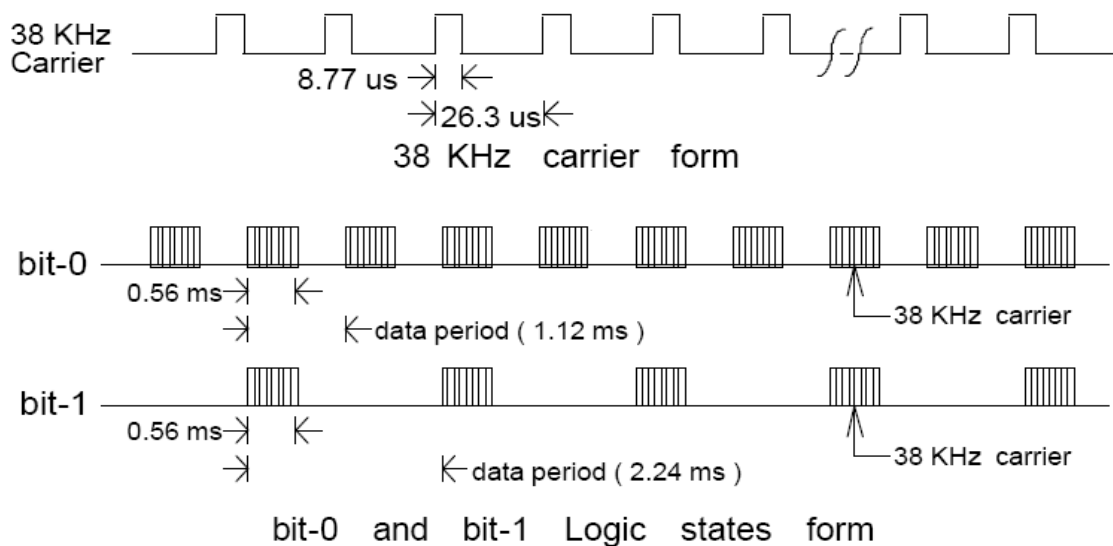 38 KHz
Carrier
8.77 us
26.3 us
38 KHz carrier form
bit-0
0.56 ms
data period ( 1.12 ms )
38 KHz carrier
bit-1
0.56 ms
data period ( 2.24 ms )
38 KHz carrier
bit-0 and bit-1 Logic states form